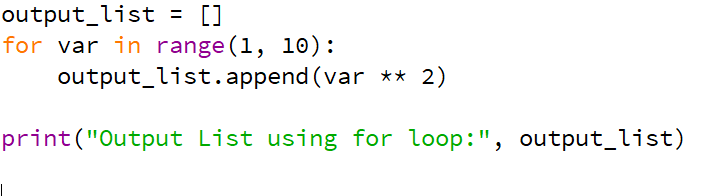 output_list = []
for var in range(1, 10):
    output_list.append(var ** 2)
print("Output List using for loop:", output_list)